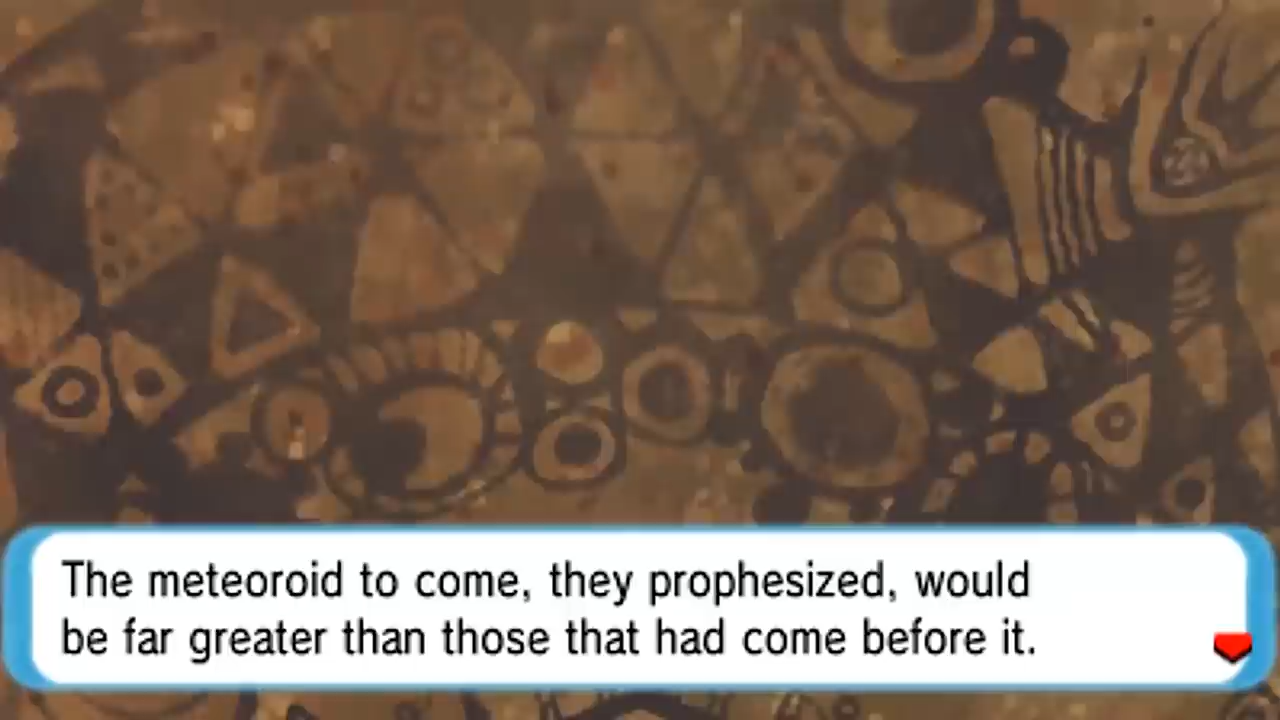 The meteoroid to come, they prophesized, would
be far greater than those that had come before it.